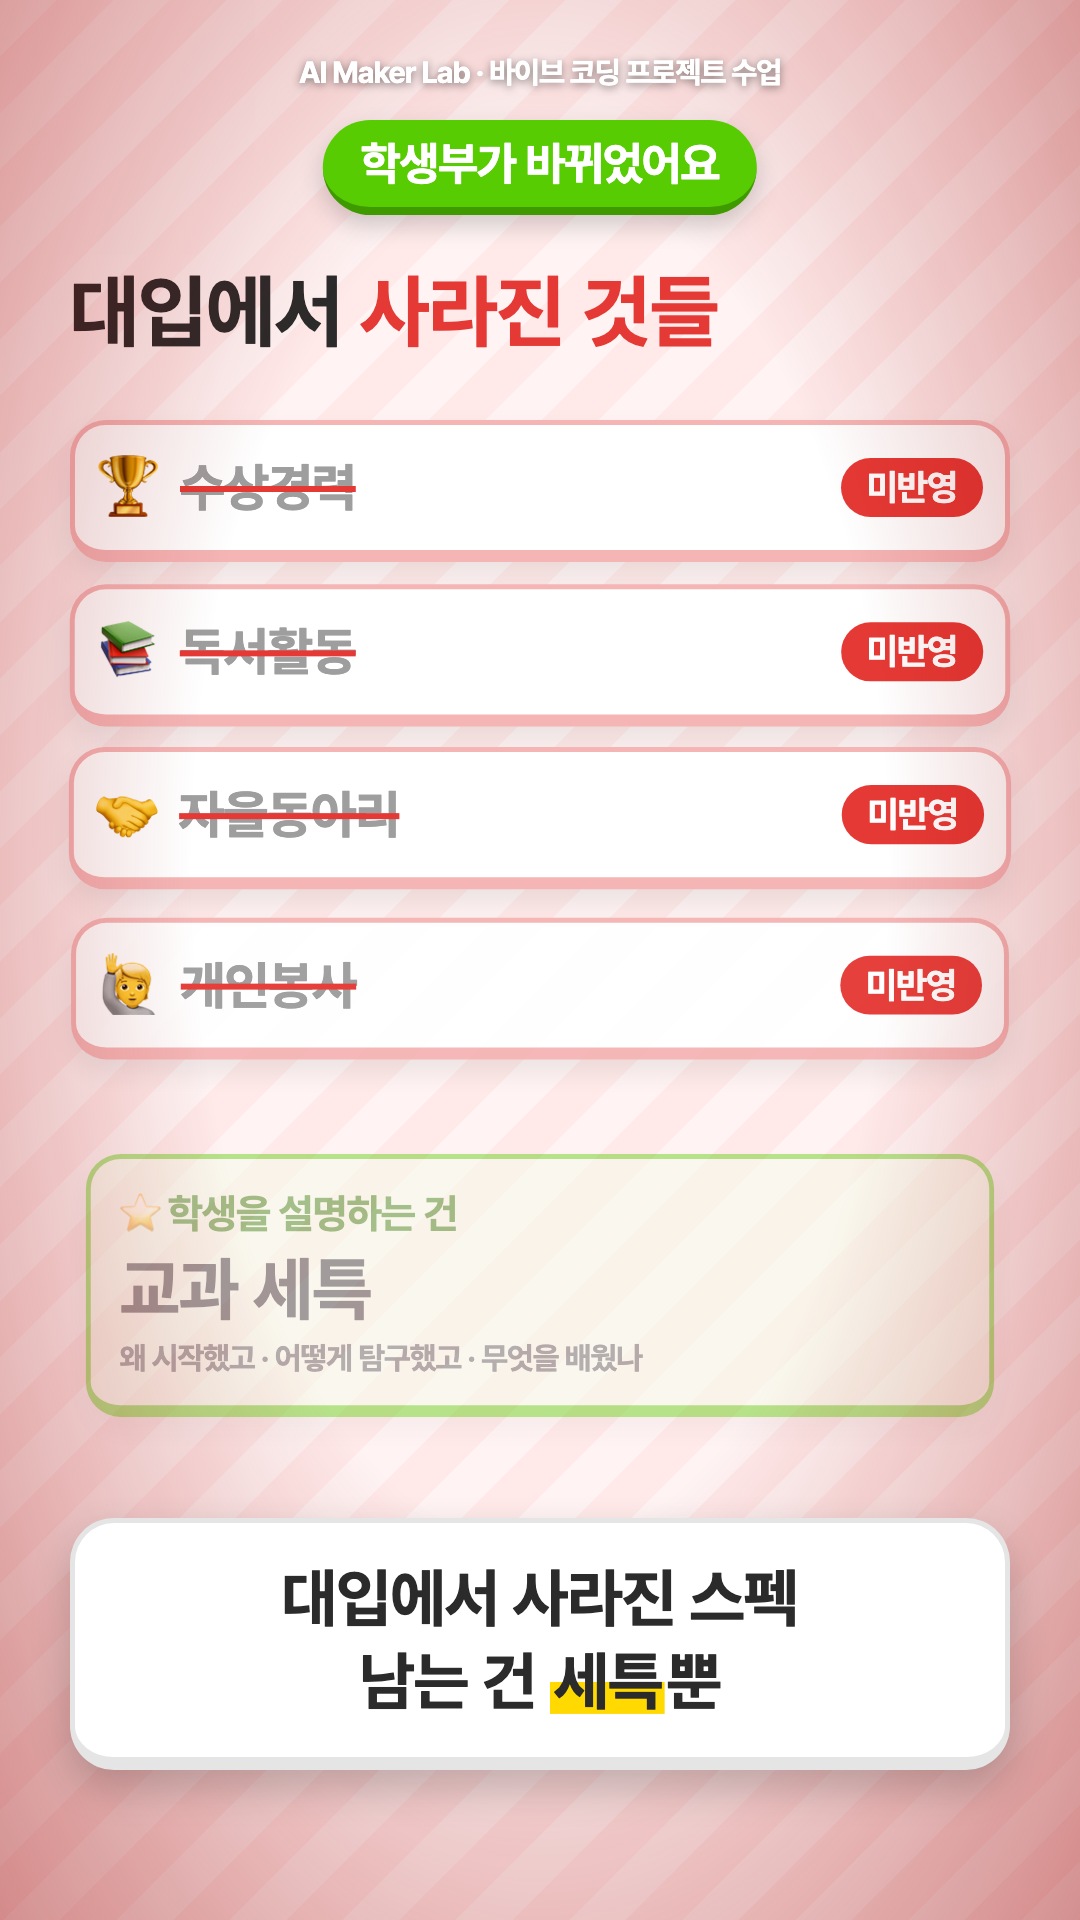 AI Maker Lab · 바이브 코딩 프로젝트 수업
학생부가 바뀌었어요
대입에서 사라진 것들
수상경력 미반영
독서활동 미반영
자율동아리 미반영
개인봉사 미반영
학생을 설명하는 건
교과 세특
왜 시작했고 · 어떻게 탐구했고 · 무엇을 배웠나
대입에서 사라진 스펙
남는 건 세특뿐